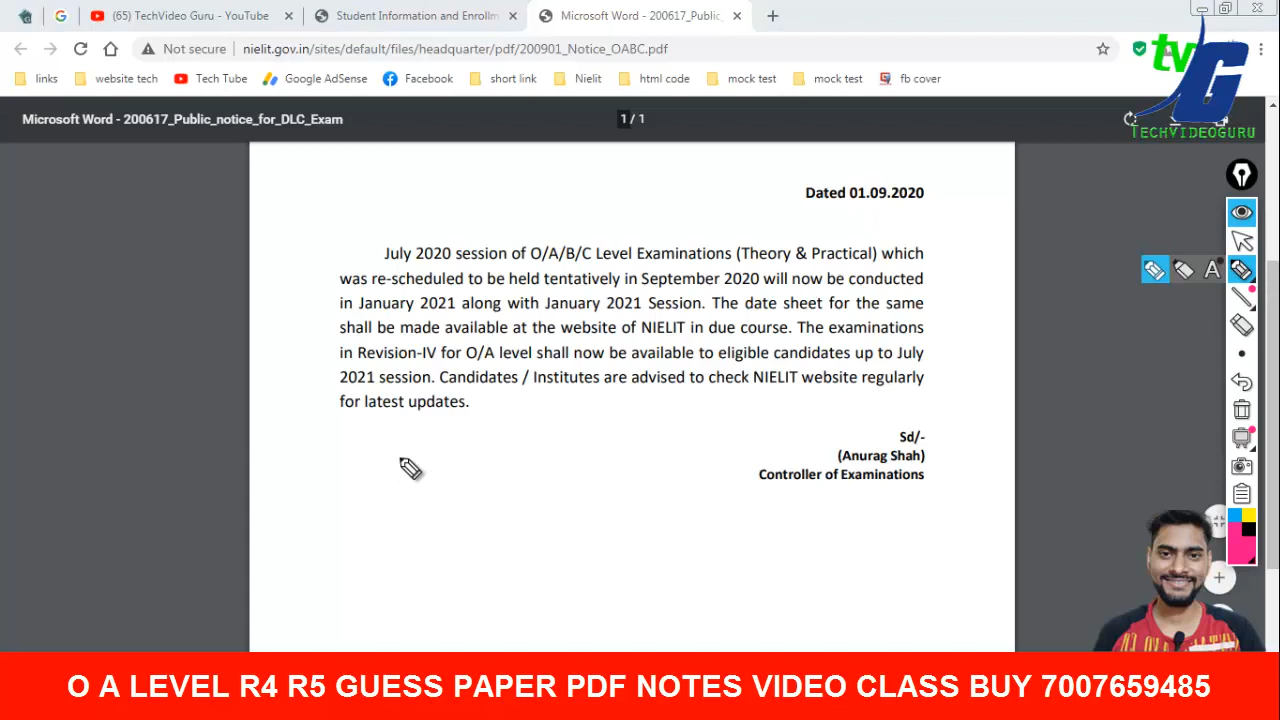 (65) TechVideo Guru - YouTube
Student Information and Enrollm
Microsoft Word - 200617_Public_
Not secure
nielit.gov.in/sites/default/files/headquarter/pdf/200901_Notice_OABC.pdf
links
website tech
Tech Tube
Google AdSense
Facebook
short link
Nielit
html code
mock test
mock test
fb cover
tv
G
TECHVIDEOGURU
Microsoft Word - 200617_Public_notice_for_DLC_Exam
1 / 1
Dated 01.09.2020
July 2020 session of O/A/B/C Level Examinations (Theory & Practical) which
was re-scheduled to be held tentatively in September 2020 will now be conducted
in January 2021 along with January 2021 Session. The date sheet for the same
shall be made available at the website of NIELIT in due course. The examinations
in Revision-IV for O/A level shall now be available to eligible candidates up to July
2021 session. Candidates / Institutes are advised to check NIELIT website regularly
for latest updates.
Sd/-
(Anurag Shah)
Controller of Examinations
A
O A LEVEL R4 R5 GUESS PAPER PDF NOTES VIDEO CLASS BUY 7007659485